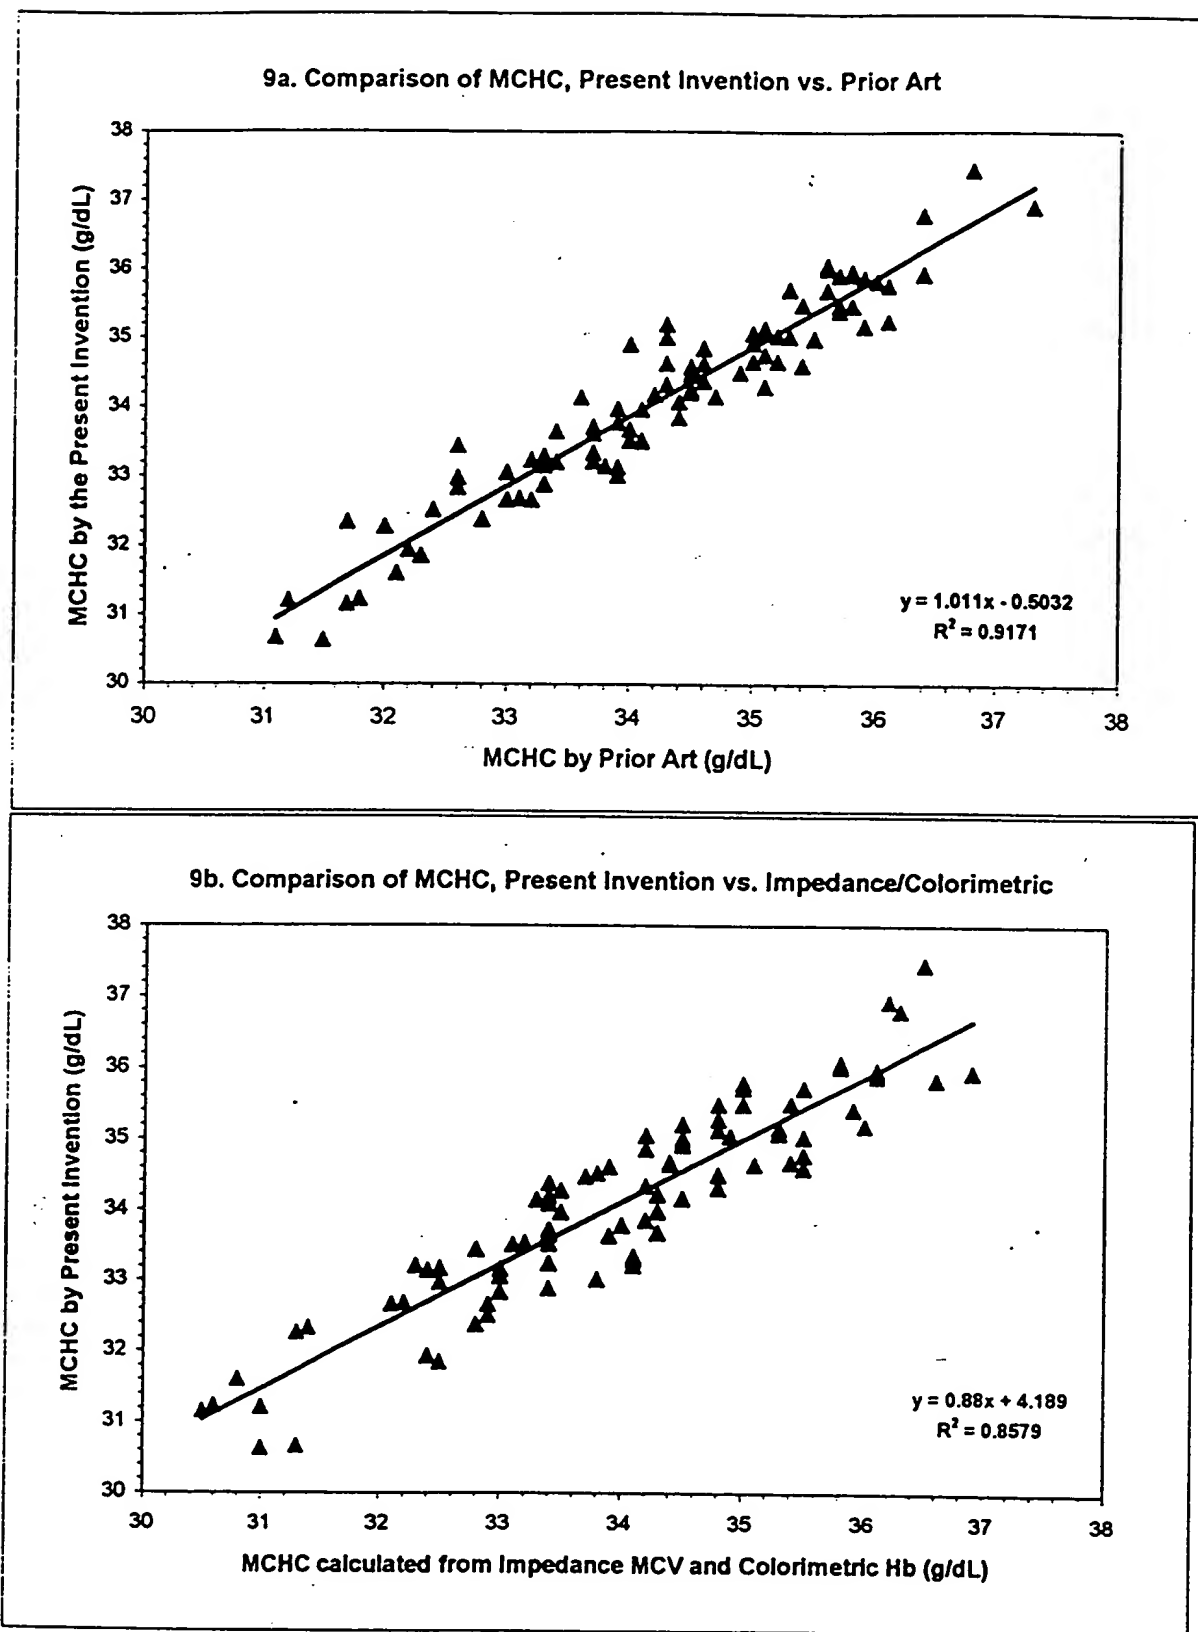 9a. Comparison of MCHC, Present Invention vs. Prior Art
MCHC by the Present Invention (g/dL)
38
37
36
35
34
33
32
31
30
y = 1.011x - 0.5032
R² = 0.9171
30 31 32 33 34 35 36 37 38
MCHC by Prior Art (g/dL)
9b. Comparison of MCHC, Present Invention vs. Impedance/Colorimetric
MCHC by Present Invention (g/dL)
38
37
36
35
34
33
32
31
30
y = 0.88x + 4.189
R² = 0.8579
30 31 32 33 34 35 36 37 38
MCHC calculated from Impedance MCV and Colorimetric Hb (g/dL)